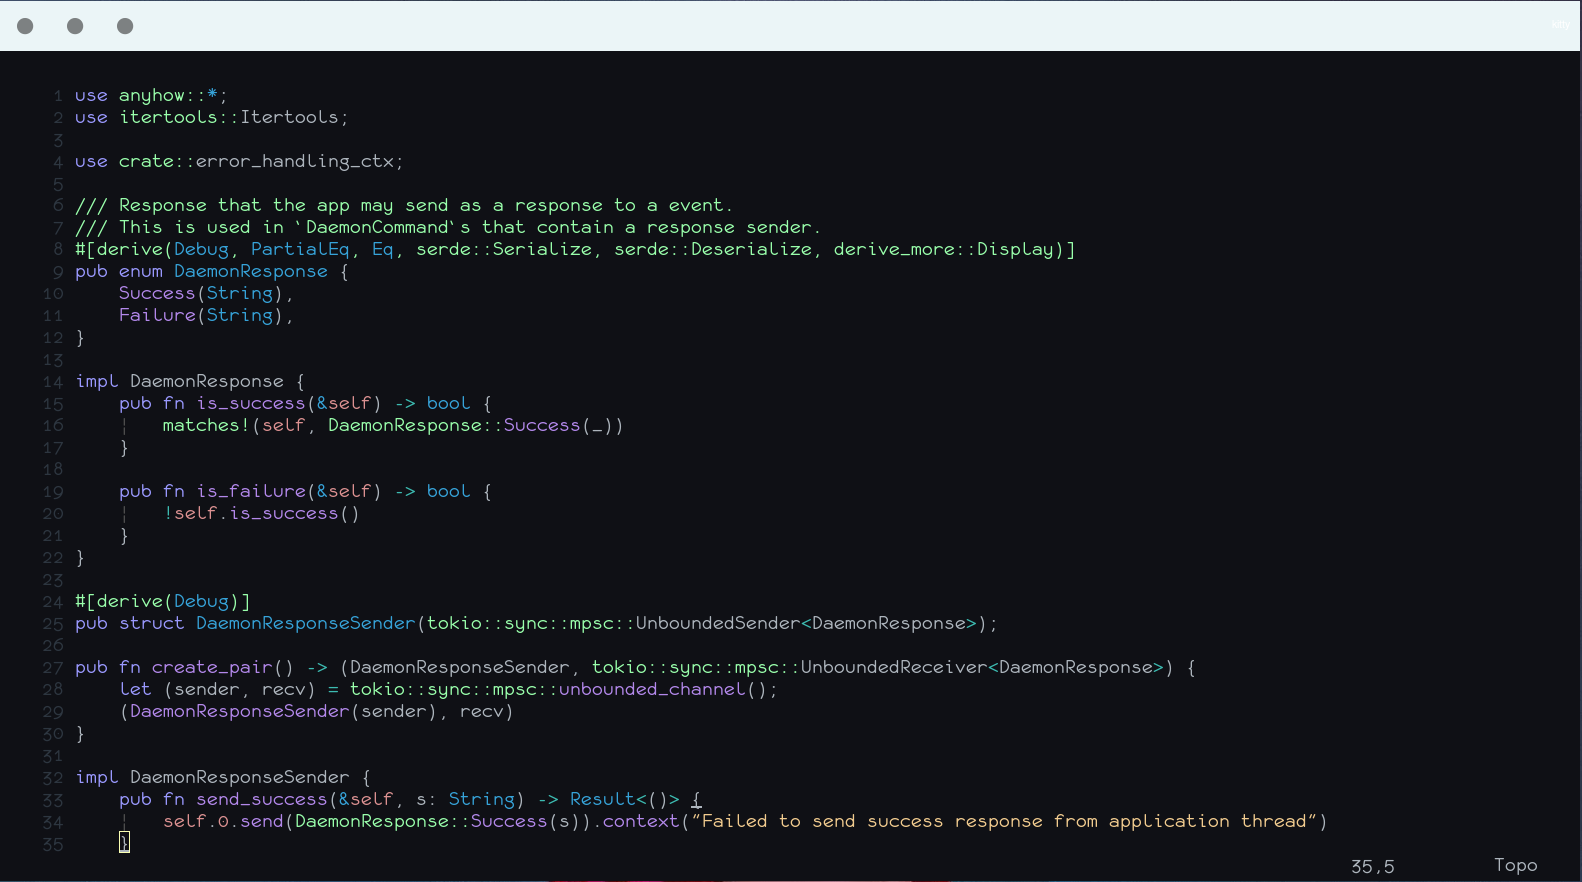 1 use anyhow::*;
2 use itertools::Itertools;
3
4 use crate::error_handling_ctx;
5
6 /// Response that the app may send as a response to a event.
7 /// This is used in `DaemonCommand`s that contain a response sender.
8 #[derive(Debug, PartialEq, Eq, serde::Serialize, serde::Deserialize, derive_more::Display)]
9 pub enum DaemonResponse {
10     Success(String),
11     Failure(String),
12 }
13
14 impl DaemonResponse {
15     pub fn is_success(&self) -> bool {
16     ¦   matches!(self, DaemonResponse::Success(_))
17     }
18
19     pub fn is_failure(&self) -> bool {
20     ¦   !self.is_success()
21     }
22 }
23
24 #[derive(Debug)]
25 pub struct DaemonResponseSender(tokio::sync::mpsc::UnboundedSender<DaemonResponse>);
26
27 pub fn create_pair() -> (DaemonResponseSender, tokio::sync::mpsc::UnboundedReceiver<DaemonResponse>) {
28     let (sender, recv) = tokio::sync::mpsc::unbounded_channel();
29     (DaemonResponseSender(sender), recv)
30 }
31
32 impl DaemonResponseSender {
33     pub fn send_success(&self, s: String) -> Result<()> {
34     ¦   self.0.send(DaemonResponse::Success(s)).context("Failed to send success response from application thread")
35     }
35,5 Topo